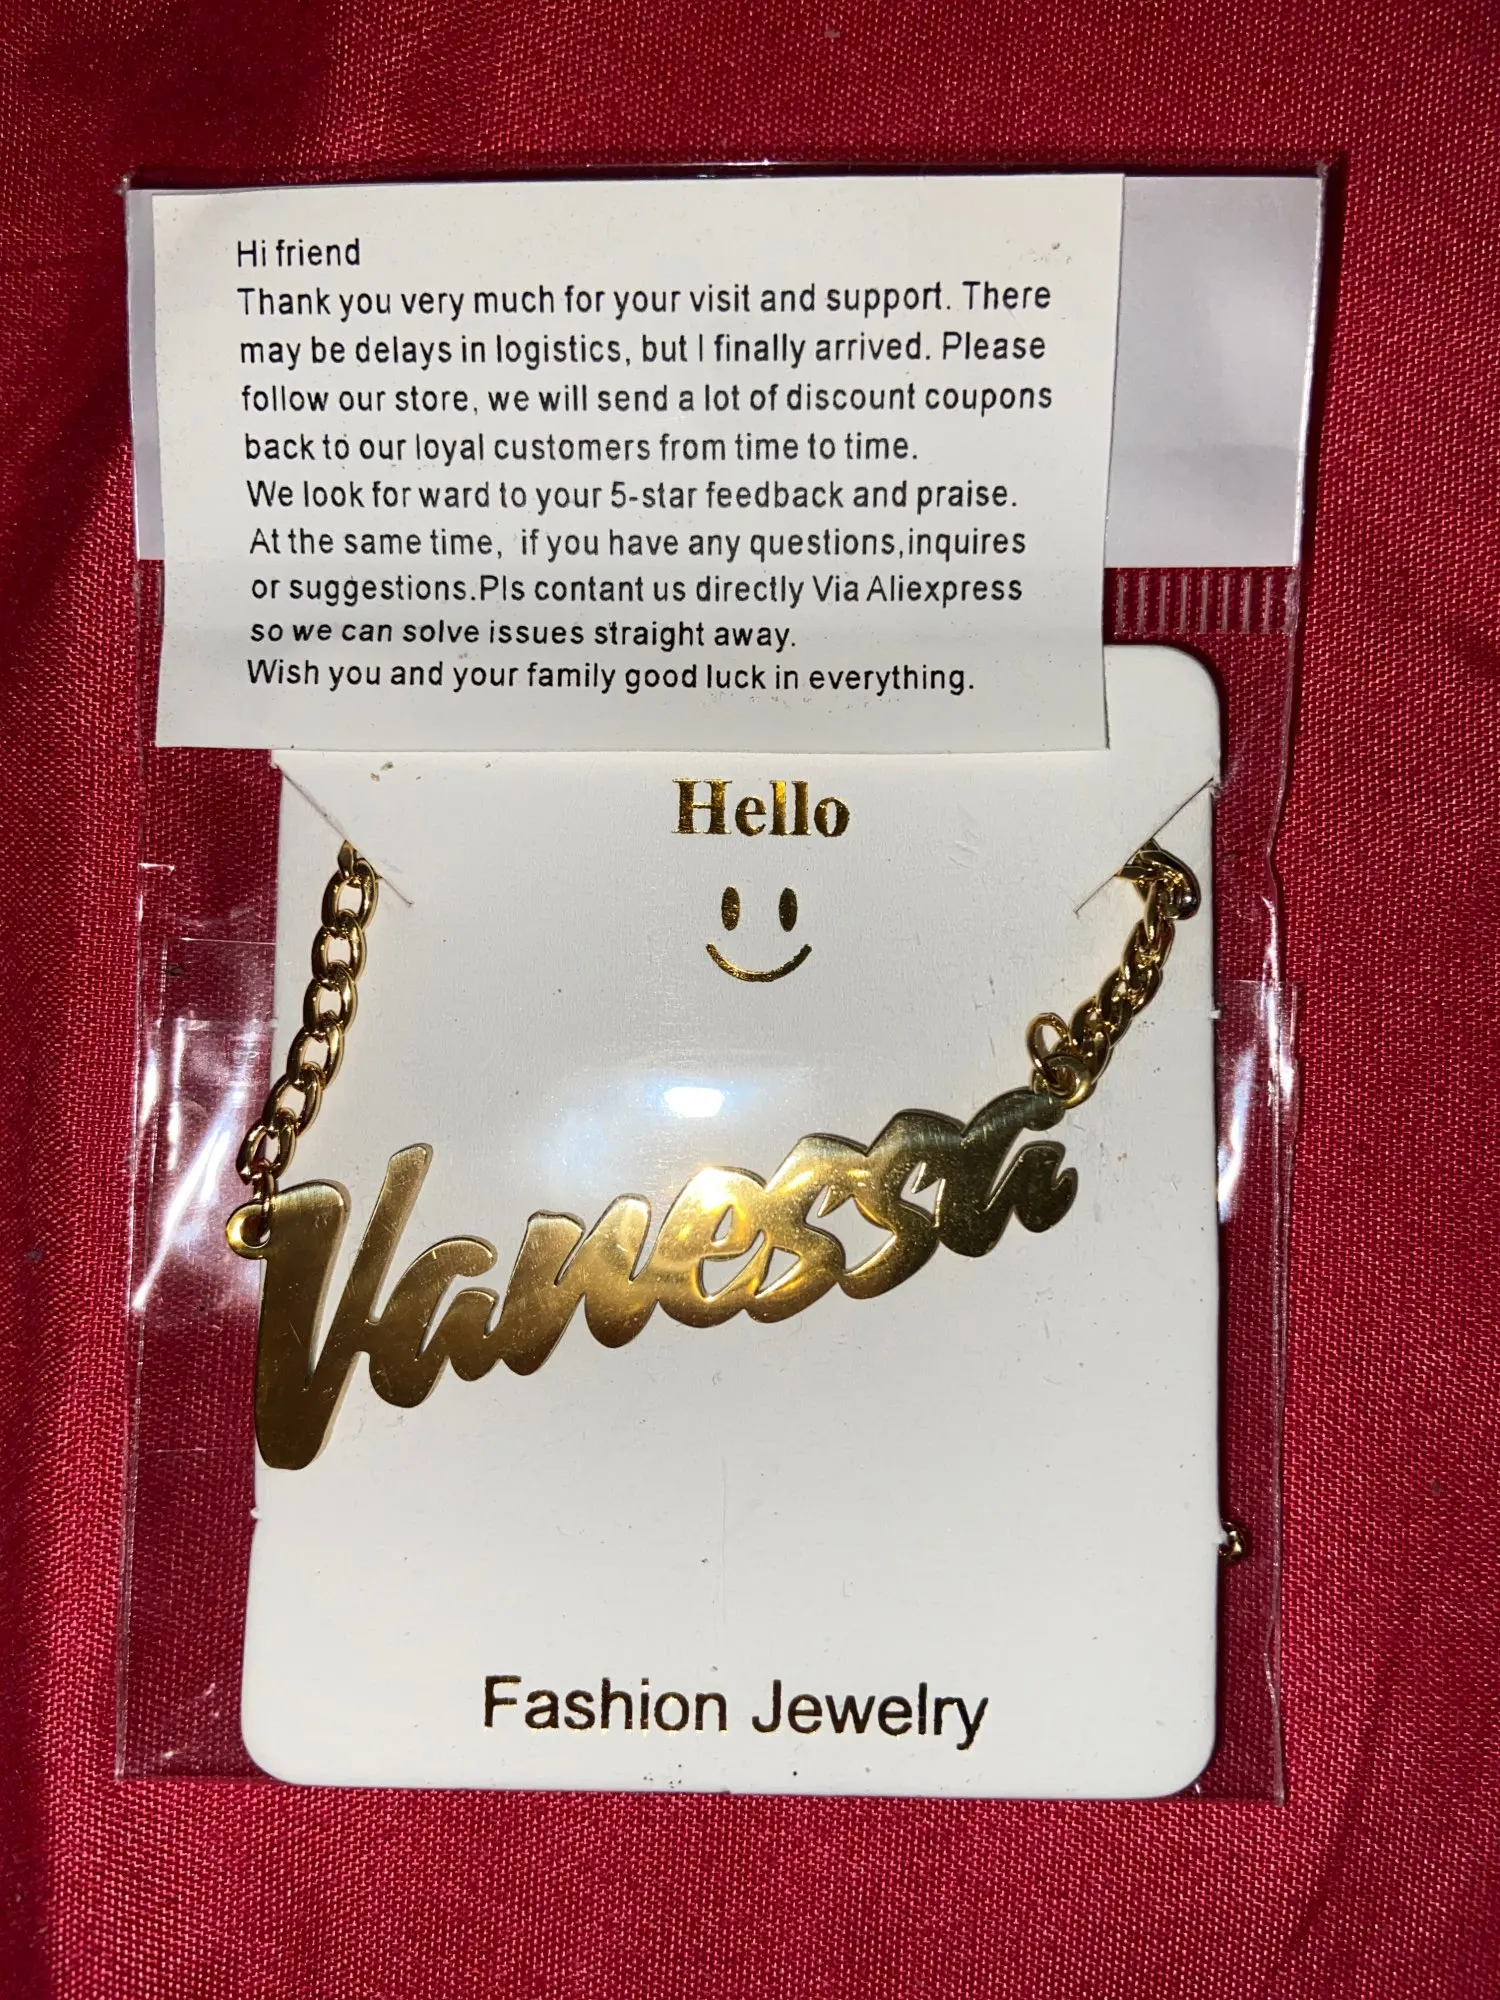 Hi friend
Thank you very much for your visit and support. There
may be delays in logistics, but I finally arrived. Please
follow our store, we will send a lot of discount coupons
back to our loyal customers from time to time.
We look for ward to your 5-star feedback and praise.
At the same time, if you have any questions,inquires
or suggestions.Pls contant us directly Via Aliexpress
so we can solve issues straight away.
Wish you and your family good luck in everything.
Hello
Vanessa
Fashion Jewelry